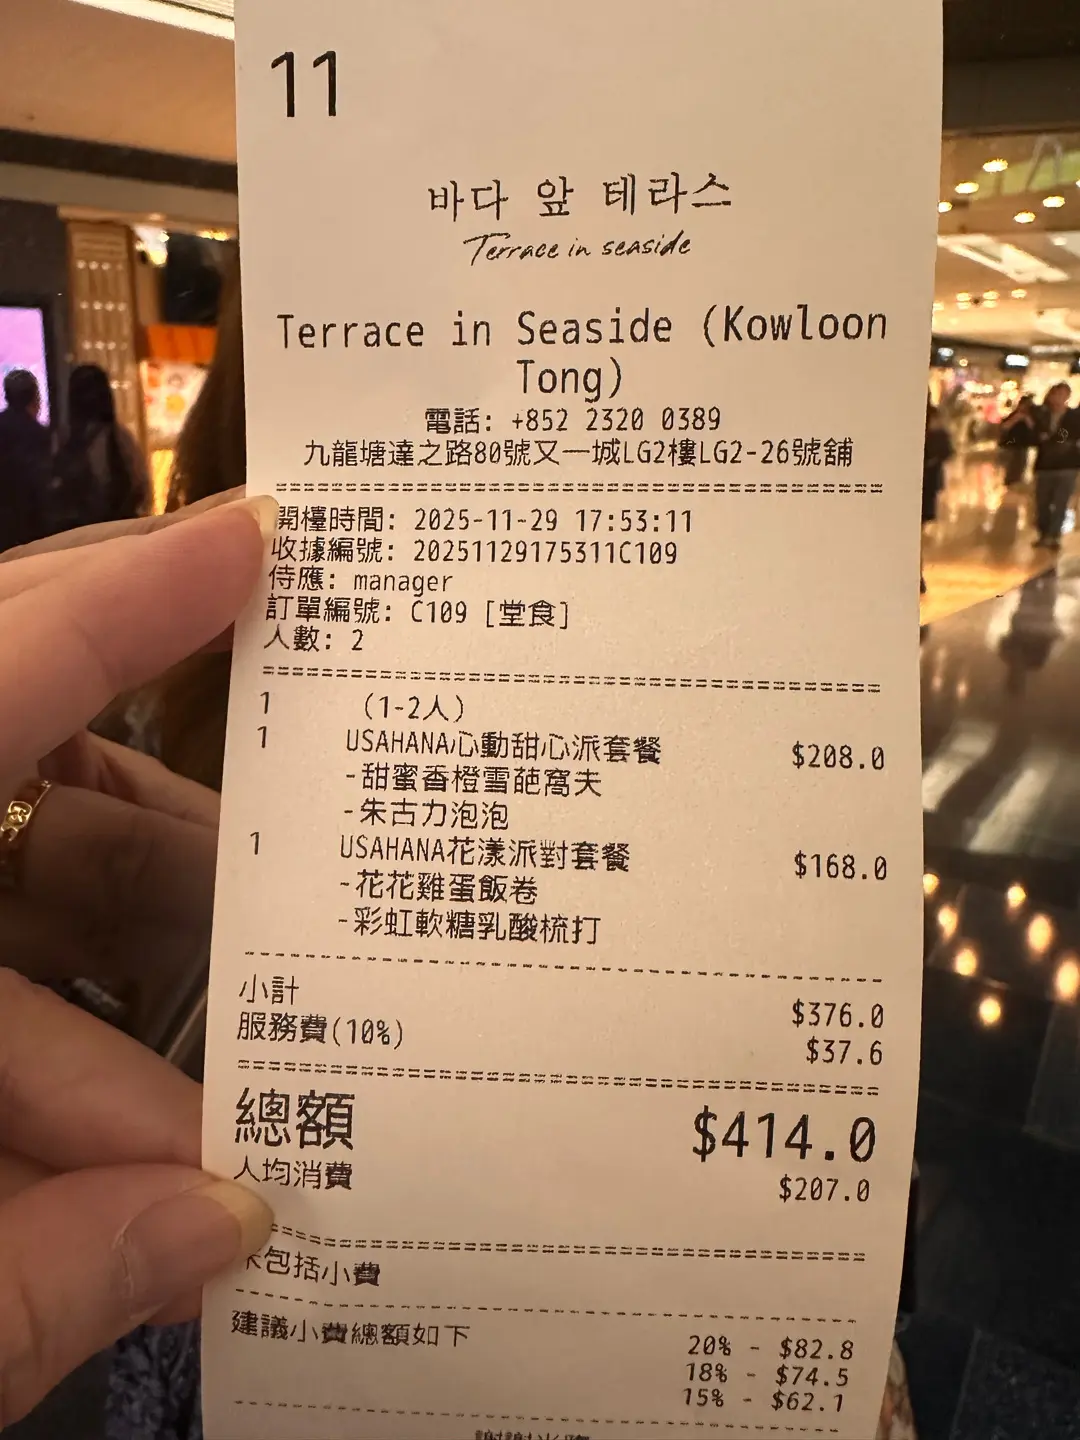 11
바다 앞 테라스
Terrace in seaside
Terrace in Seaside (Kowloon
Tong)
電話: +852 2320 0389
九龍塘達之路80號又一城LG2樓LG2-26號舖
開檯時間: 2025-11-29 17:53:11
收據編號: 20251129175311C109
侍應: manager
訂單編號: C109 [堂食]
人數: 2
1 (1-2人)
1 USAHANA心動甜心派套餐 $208.0
-甜蜜香橙雪葩窩夫
-朱古力泡泡
1 USAHANA花漾派對套餐 $168.0
-花花雞蛋飯卷
-彩虹軟糖乳酸梳打
小計 $376.0
服務費(10%) $37.6
總額 $414.0
人均消費 $207.0
包括小費
建議小費總額如下 20% - $82.8
18% - $74.5
15% - $62.1